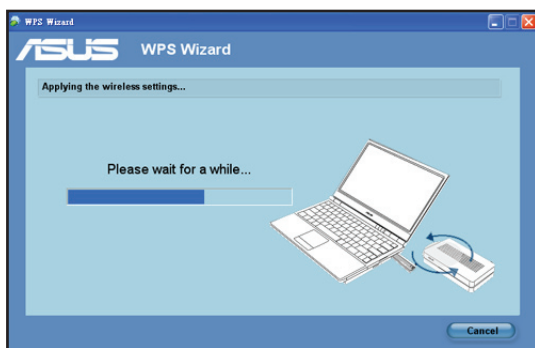 WPS Wizard
ASUS WPS Wizard
Applying the wireless settings...
Please wait for a while...
Cancel